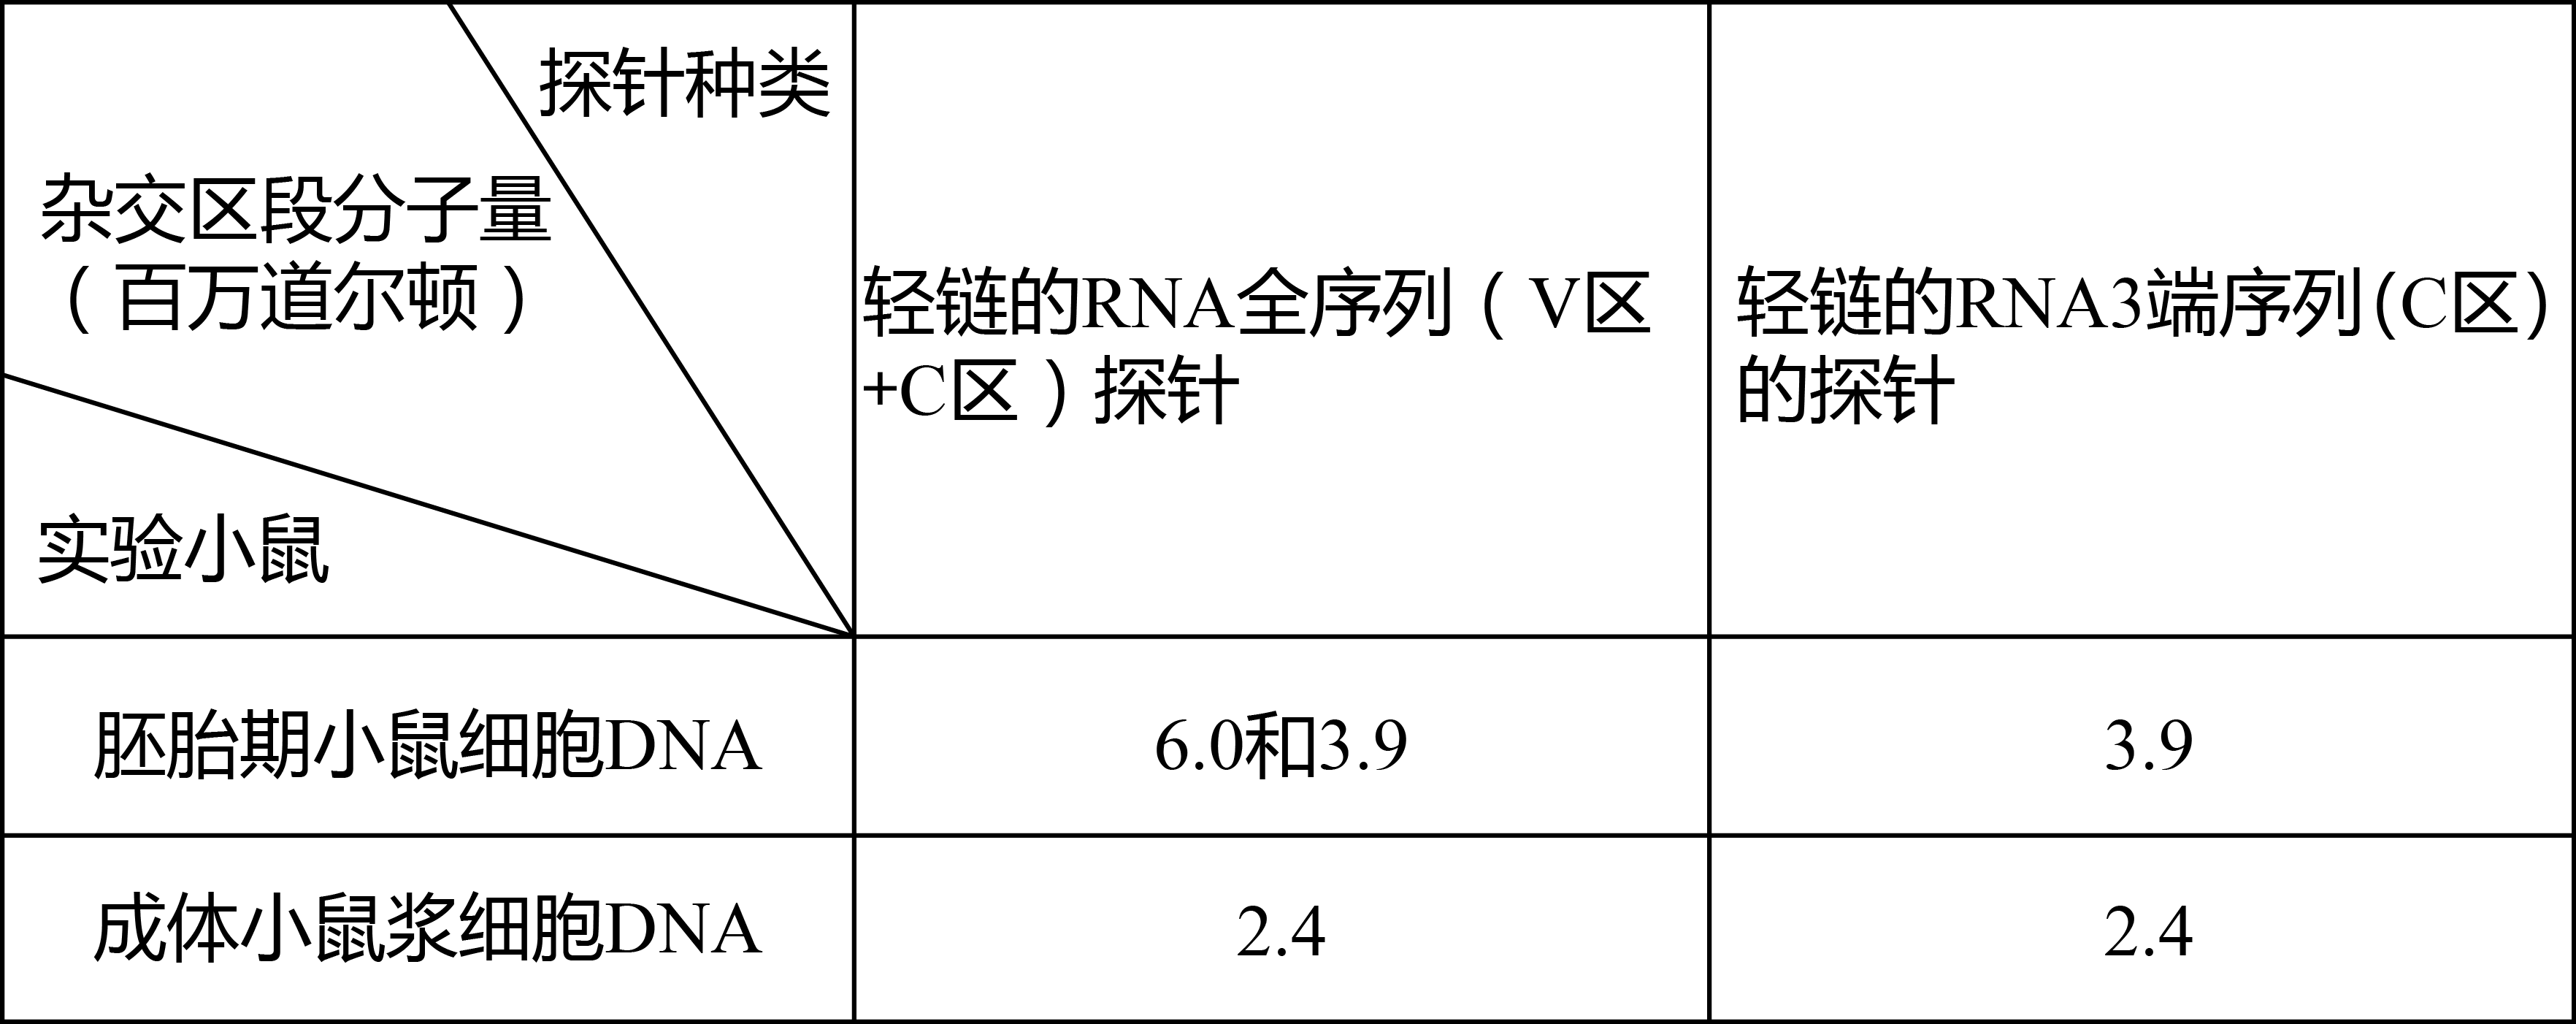 探针种类
杂交区段分子量
（百万道尔顿）
实验小鼠
轻链的RNA全序列（V区
+C区）探针
轻链的RNA3端序列(C区)
的探针
胚胎期小鼠细胞DNA
6.0和3.9
3.9
成体小鼠浆细胞DNA
2.4
2.4